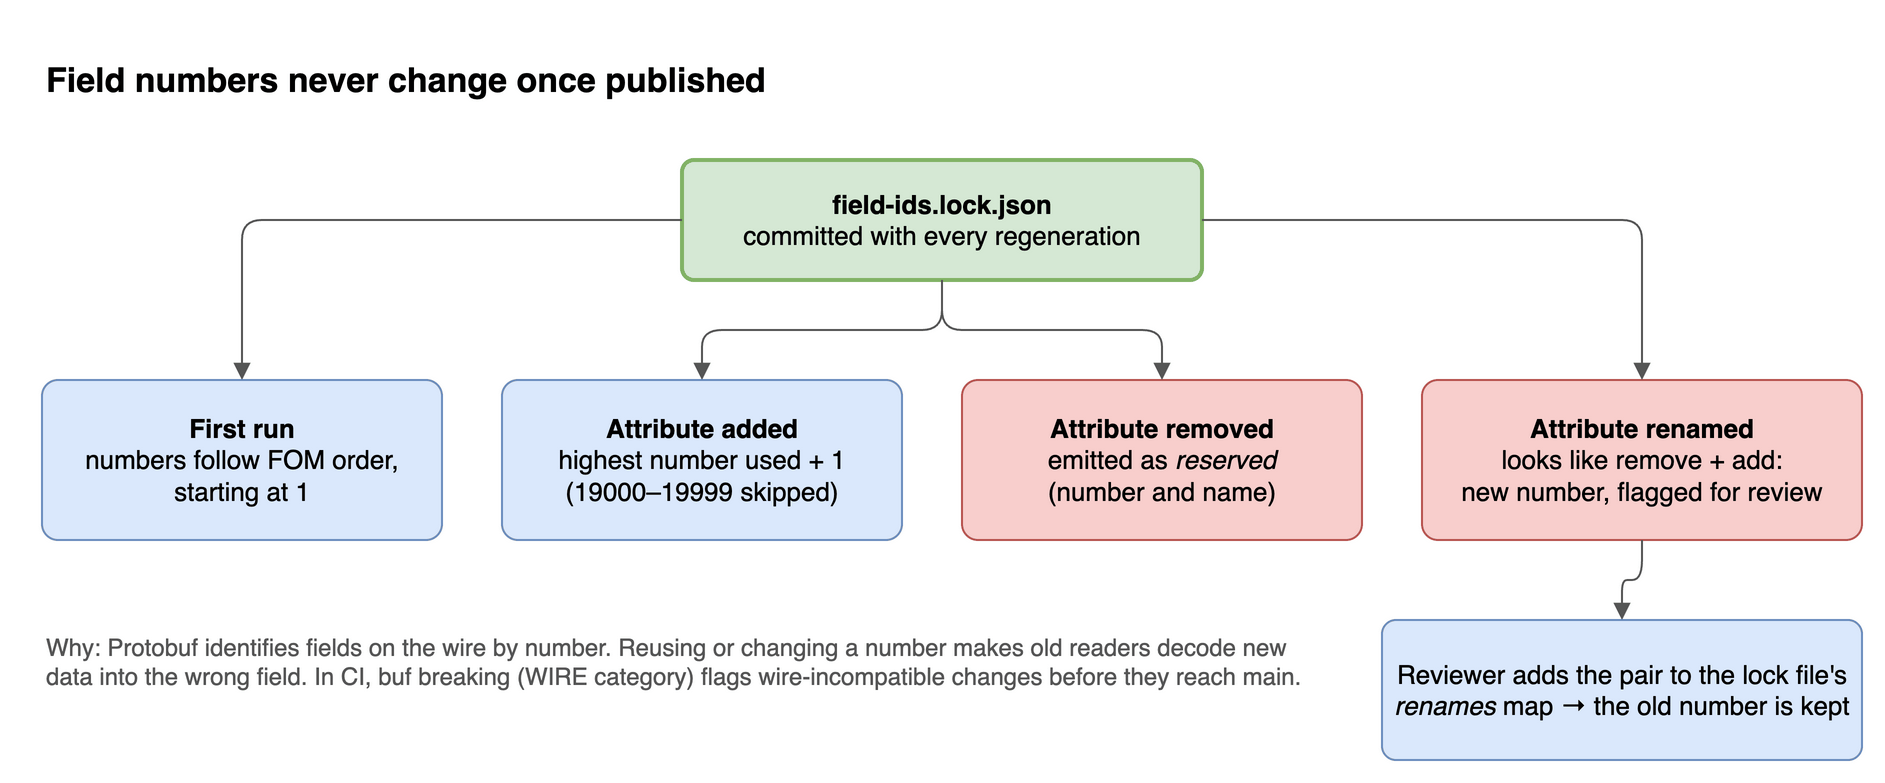 Field numbers never change once published
field-ids.lock.json
committed with every regeneration
First run
numbers follow FOM order,
starting at 1
Attribute added
highest number used + 1
(19000–19999 skipped)
Attribute removed
emitted as reserved
(number and name)
Attribute renamed
looks like remove + add:
new number, flagged for review
Why: Protobuf identifies fields on the wire by number. Reusing or changing a number makes old readers decode new
data into the wrong field. In CI, buf breaking (WIRE category) flags wire-incompatible changes before they reach main.
Reviewer adds the pair to the lock file's
renames map → the old number is kept